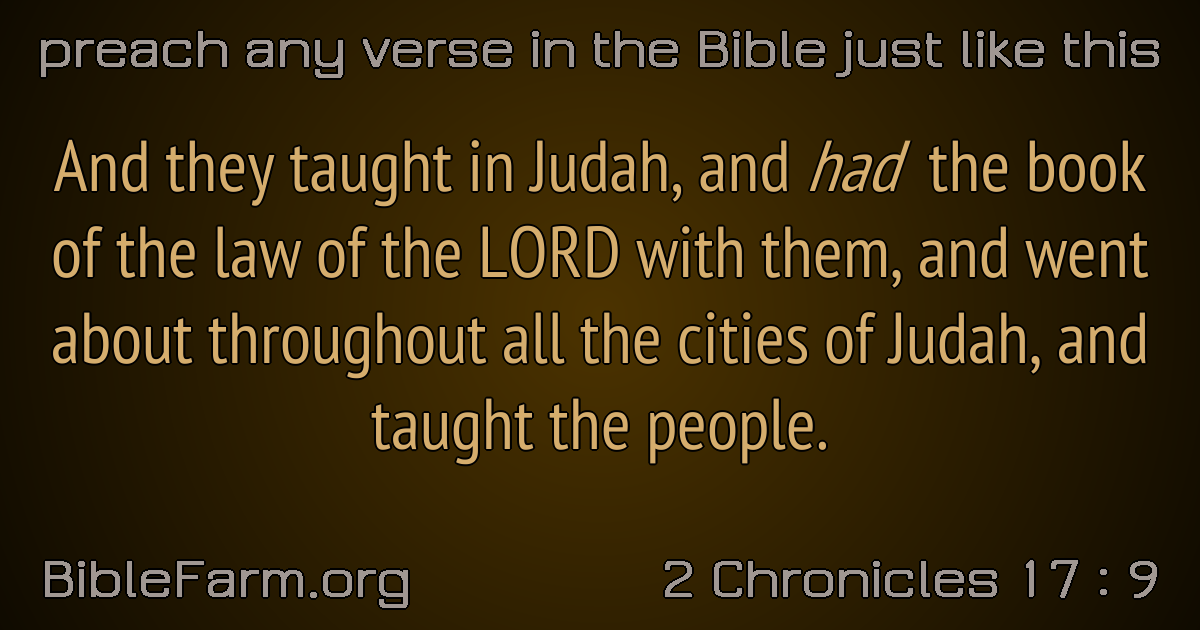 preach any verse in the Bible just like this
And they taught in Judah, and had the book
of the law of the LORD with them, and went
about throughout all the cities of Judah, and
taught the people.
BibleFarm.org
2 Chronicles 17 : 9